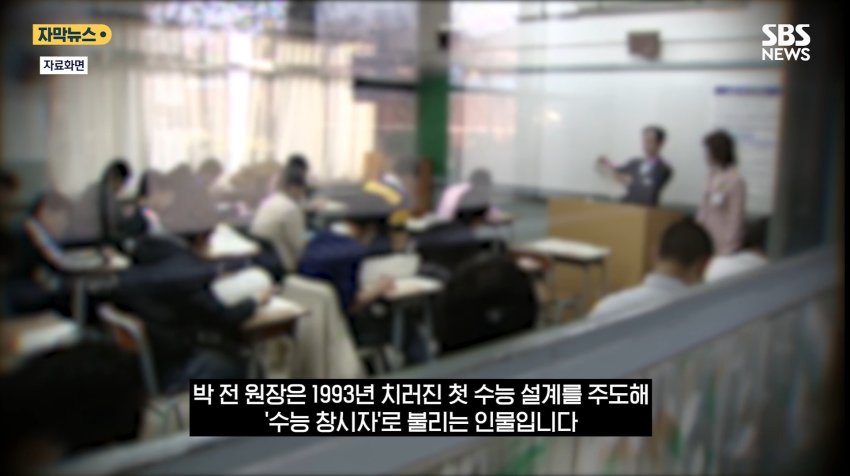 자막뉴스
SBS
NEWS
자료화면
박 전 원장은 1993년 치러진 첫 수능 설계를 주도해
'수능 창시자'로 불리는 인물입니다